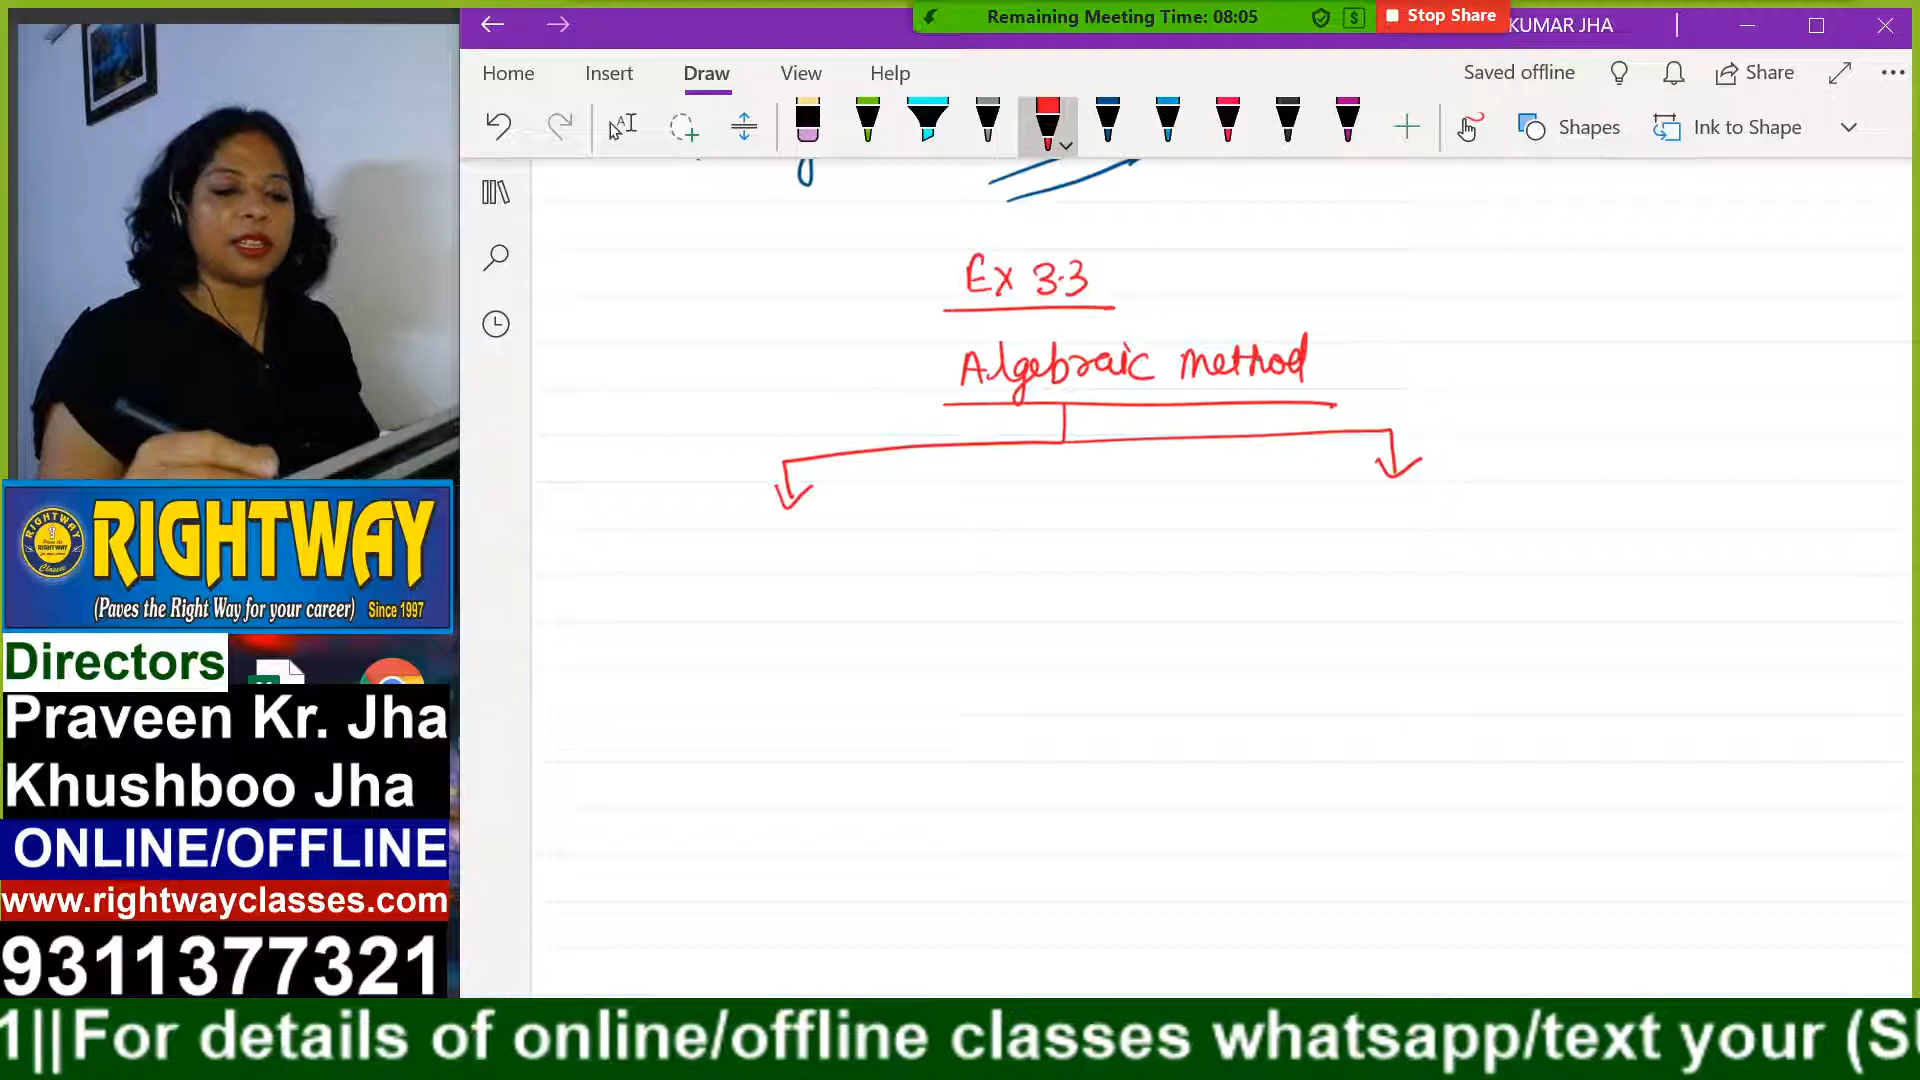 Remaining Meeting Time: 08:05
Stop Share
KUMAR JHA
Home
Insert
Draw
View
Help
Saved offline
Share
Shapes
Ink to Shape
Ex 3.3
Algebraic method
RIGHTWAY
Classes
RIGHTWAY
(Paves the Right Way for your career) Since 1997
Directors
Praveen Kr. Jha
Khushboo Jha
ONLINE/OFFLINE
www.rightwayclasses.com
9311377321
1||For details of online/offline classes whatsapp/text your (S